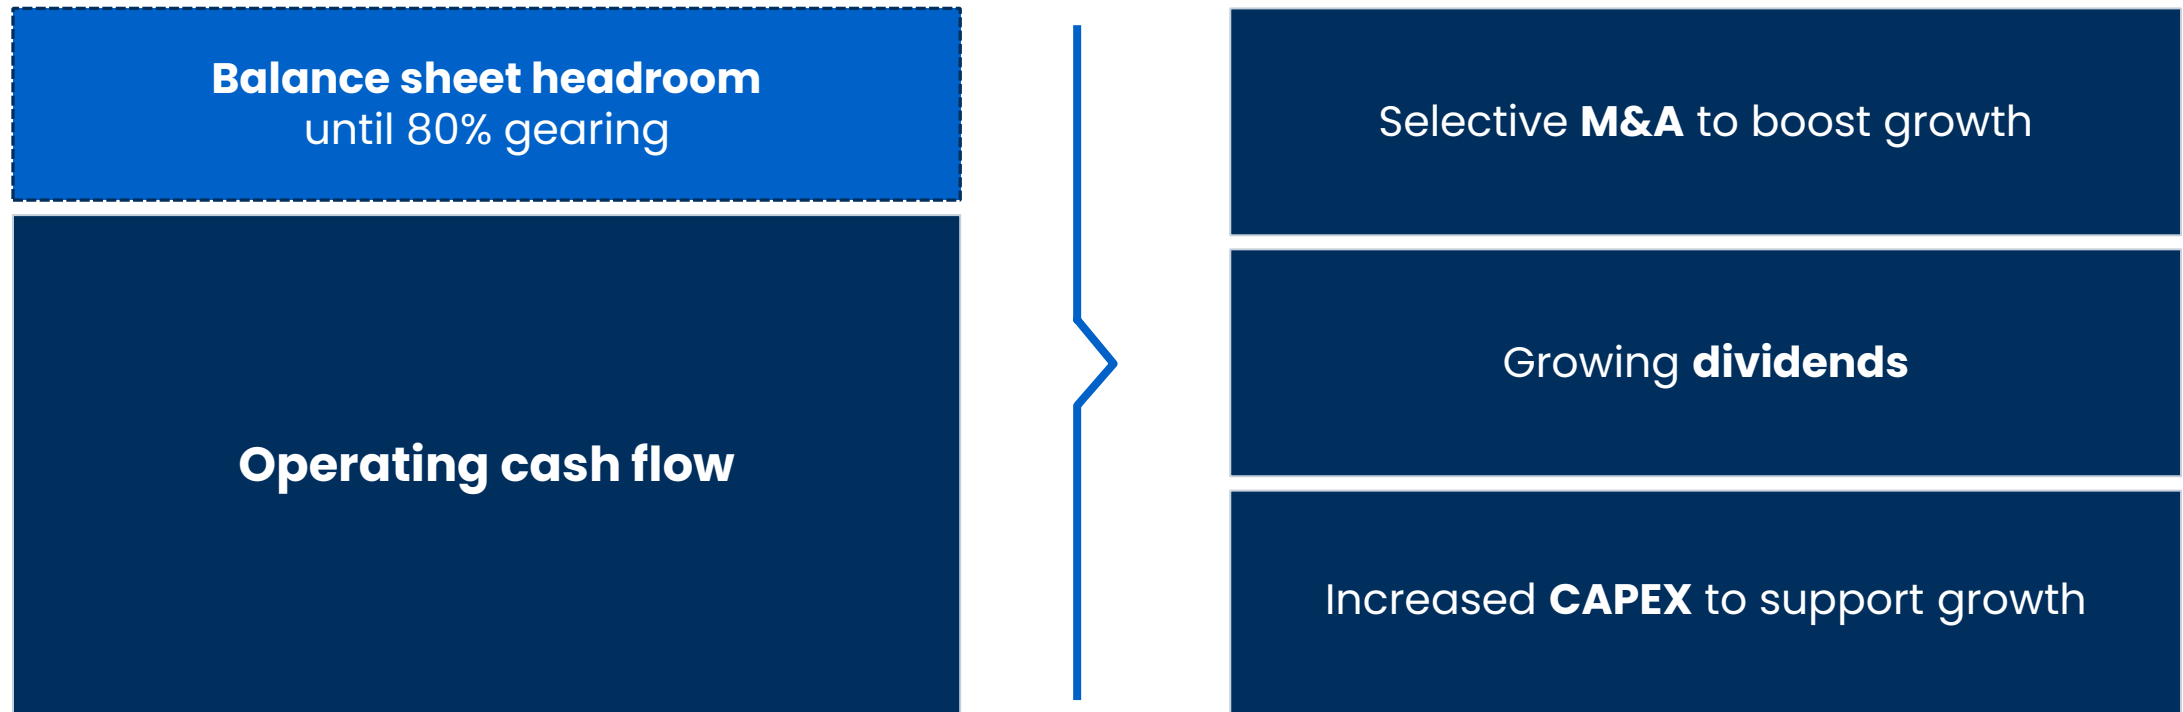 Balance sheet headroom
until 80% gearing
Operating cash flow
Selective M&A to boost growth
Growing dividends
Increased CAPEX to support growth